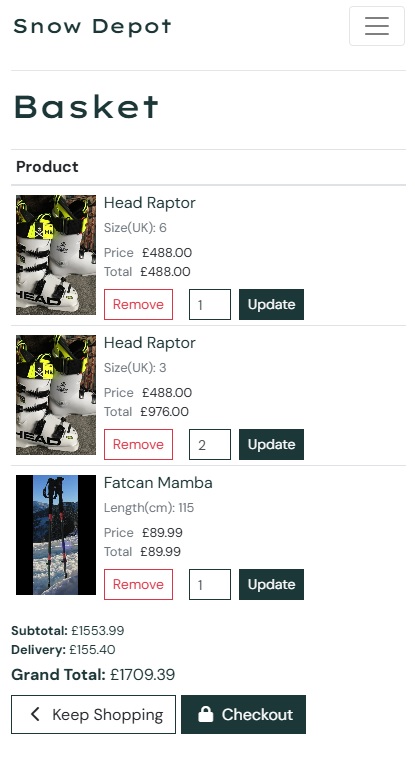 Snow Depot
Basket
Product
Head Raptor
Size(UK): 6
Price £488.00
Total £488.00
Remove 1 Update
Head Raptor
Size(UK): 3
Price £488.00
Total £976.00
Remove 2 Update
Fatcan Mamba
Length(cm): 115
Price £89.99
Total £89.99
Remove 1 Update
Subtotal: £1553.99
Delivery: £155.40
Grand Total: £1709.39
Keep Shopping Checkout
HEAD
HEAD